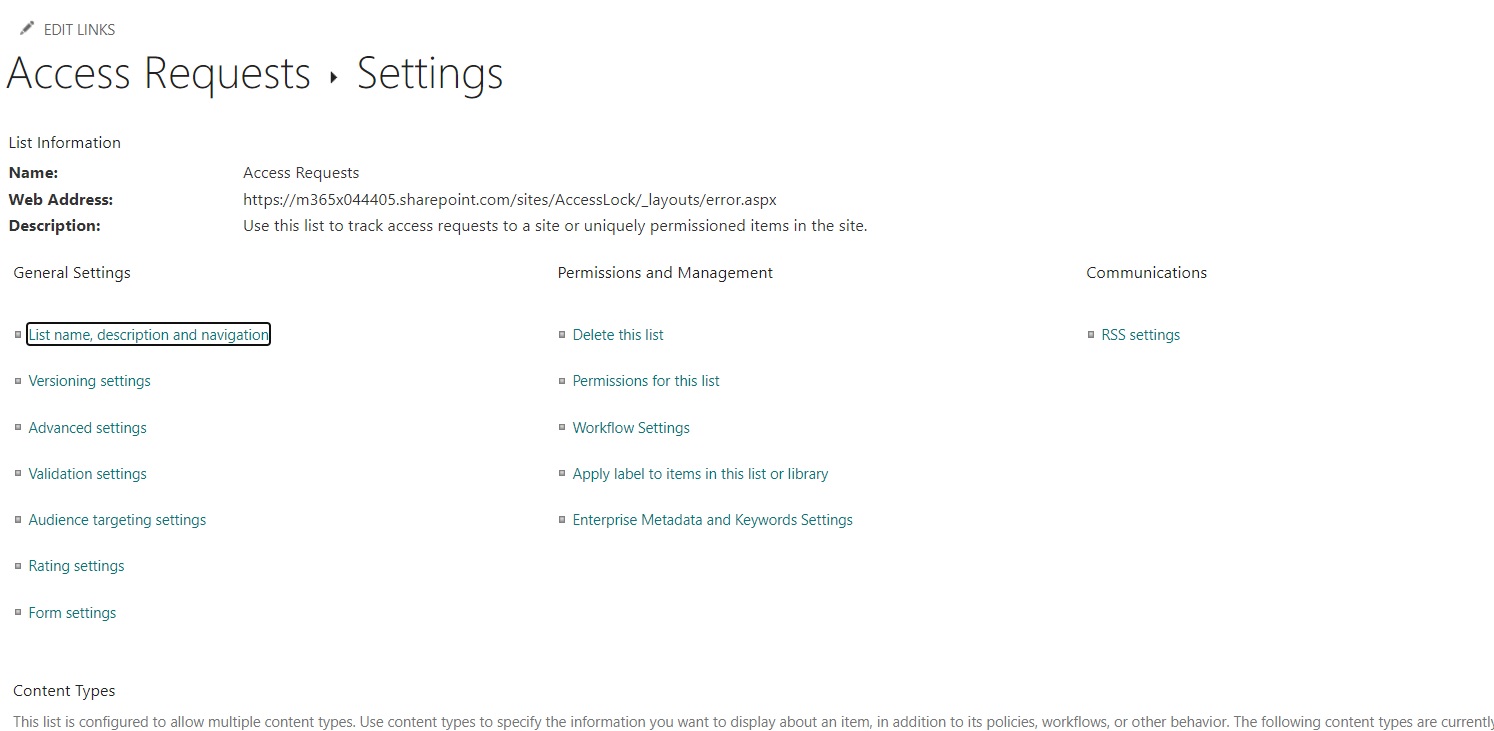 EDIT LINKS
Access Requests ▸ Settings
List Information
Name: Access Requests
Web Address: https://m365x044405.sharepoint.com/sites/AccessLock/_layouts/error.aspx
Description: Use this list to track access requests to a site or uniquely permissioned items in the site.
General Settings Permissions and Management Communications
List name, description and navigation Delete this list RSS settings
Versioning settings Permissions for this list
Advanced settings Workflow Settings
Validation settings Apply label to items in this list or library
Audience targeting settings Enterprise Metadata and Keywords Settings
Rating settings
Form settings
Content Types
This list is configured to allow multiple content types. Use content types to specify the information you want to display about an item, in addition to its policies, workflows, or other behavior. The following content types are currently